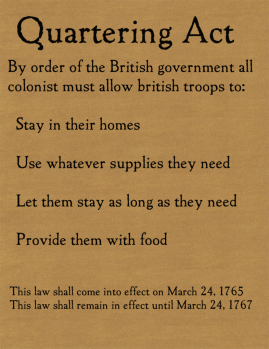 Quartering Act
By order of the British government all
colonist must allow british troops to:
Stay in their homes
Use whatever supplies they need
Let them stay as long as they need
Provide them with food
This law shall come into effect on March 24, 1765
This law shall remain in effect until March 24, 1767